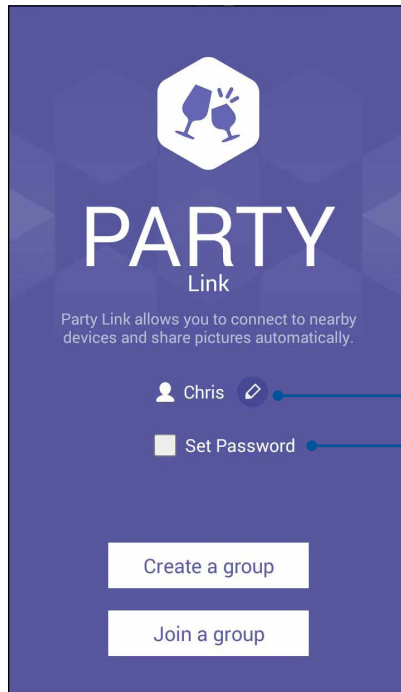 PARTY
Link
Party Link allows you to connect to nearby
devices and share pictures automatically.
Chris
Set Password
Create a group
Join a group